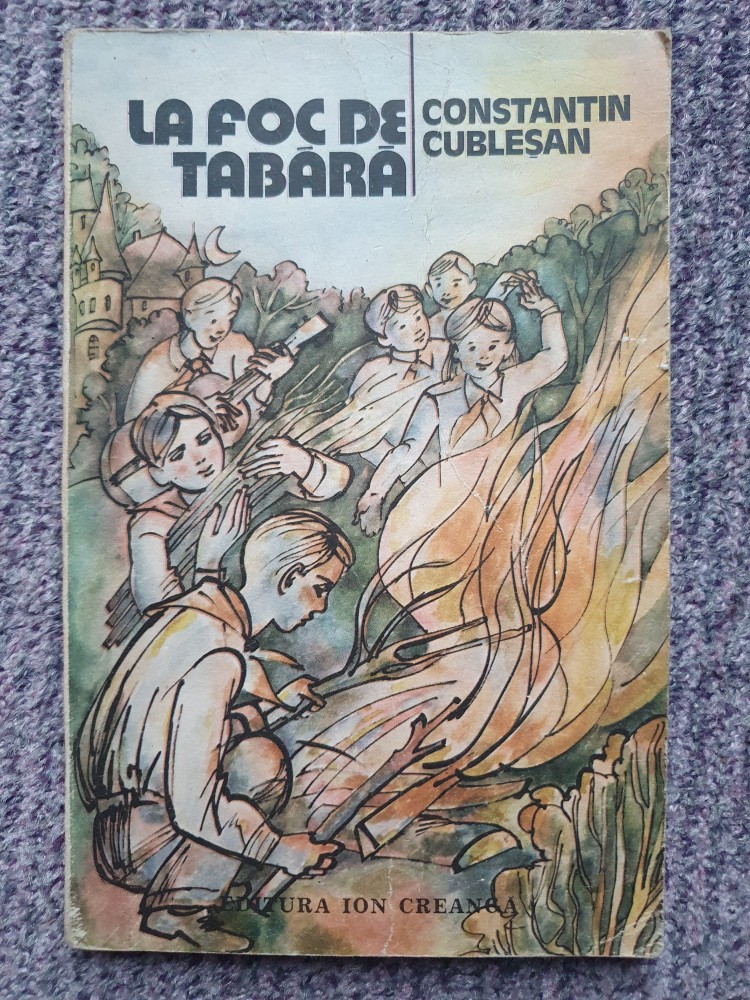 LA FOC DE
TABĂRĂ
CONSTANTIN
CUBLEȘAN
EDITURA ION CREANGĂ